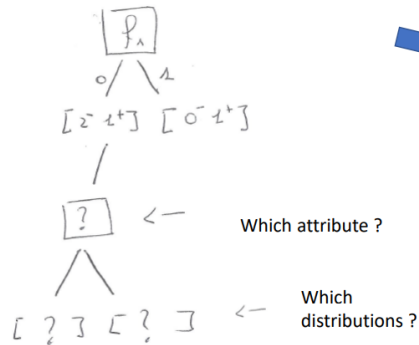 f₁
0 1
[2⁻ 1⁺] [0⁻ 1⁺]
? <— Which attribute ?
[ ? ] [ ? ] <— Which
distributions ?